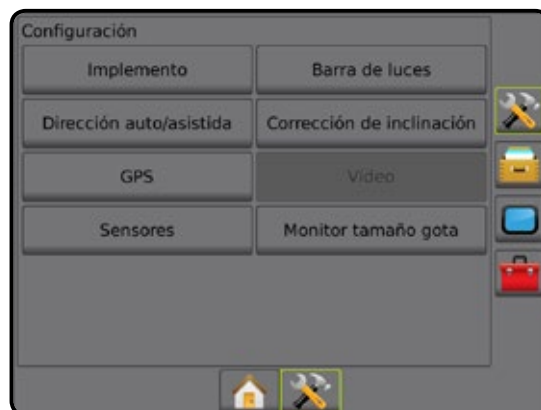 Configuración
Implemento
Barra de luces
Dirección auto/asistida
Corrección de inclinación
GPS
Vídeo
Sensores
Monitor tamaño gota